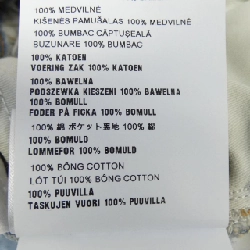 100% MEDVILNĖ
KIŠENĖS PAMUŠALAS 100% MEDVILNĖ
100% BUMBAC CĂPTUŞEALĂ
BUZUNARE 100% BUMBAC
100% KATOEN
VOERING ZAK 100% KATOEN
100% BAWEŁNA
PODSZEWKA KIESZENI 100% BAWEŁNA
100% BOMULL
FODER PÅ FICKA 100% BOMULL
100% 綿 ポケット裏地 100% 綿
100% BOMULD
LOMMEFOR 100% BOMULD
100% BÔNG COTTON
LÓT TÚI 100% BÔNG COTTON
100% PUUVILLA
TASKUJEN VUORI 100% PUUVILLA